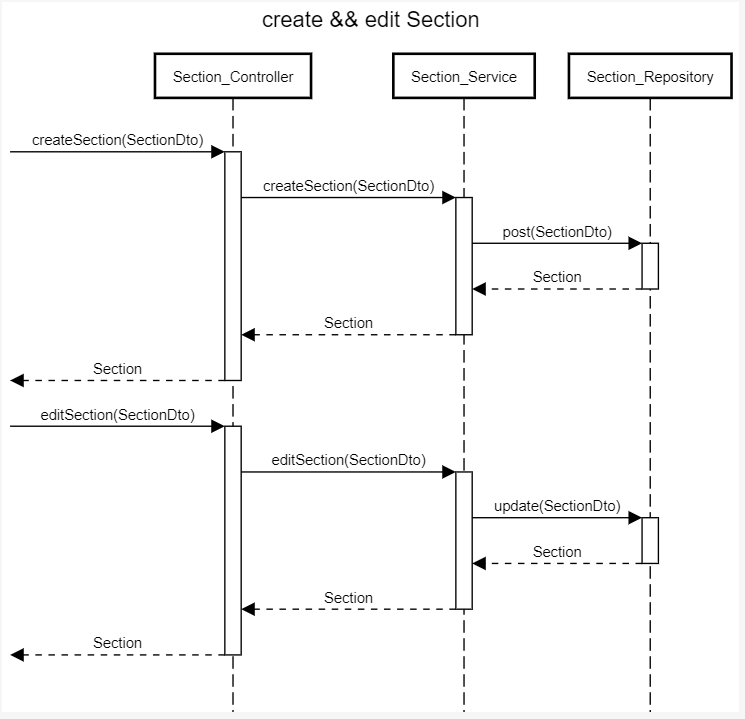 create && edit Section
Section_Controller
Section_Service
Section_Repository
createSection(SectionDto)
createSection(SectionDto)
post(SectionDto)
Section
Section
Section
editSection(SectionDto)
editSection(SectionDto)
update(SectionDto)
Section
Section
Section